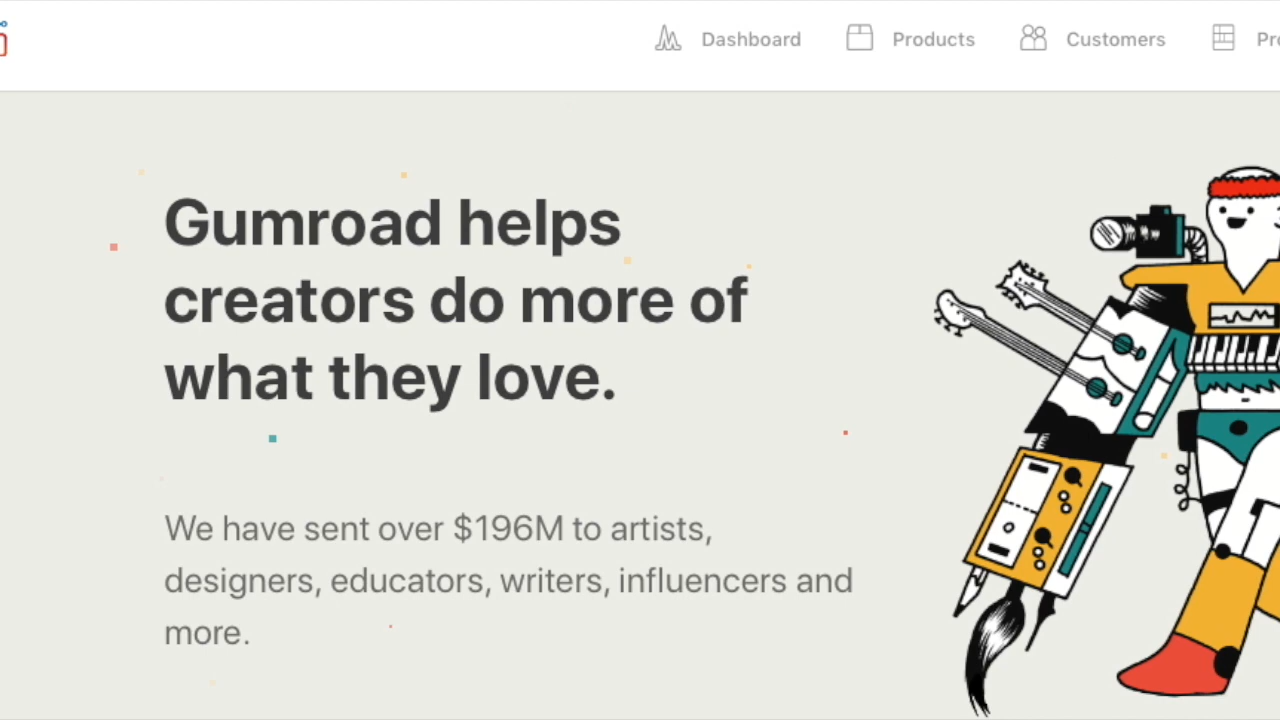 Dashboard Products Customers
Gumroad helps
creators do more of
what they love.
We have sent over $196M to artists,
designers, educators, writers, influencers and
more.